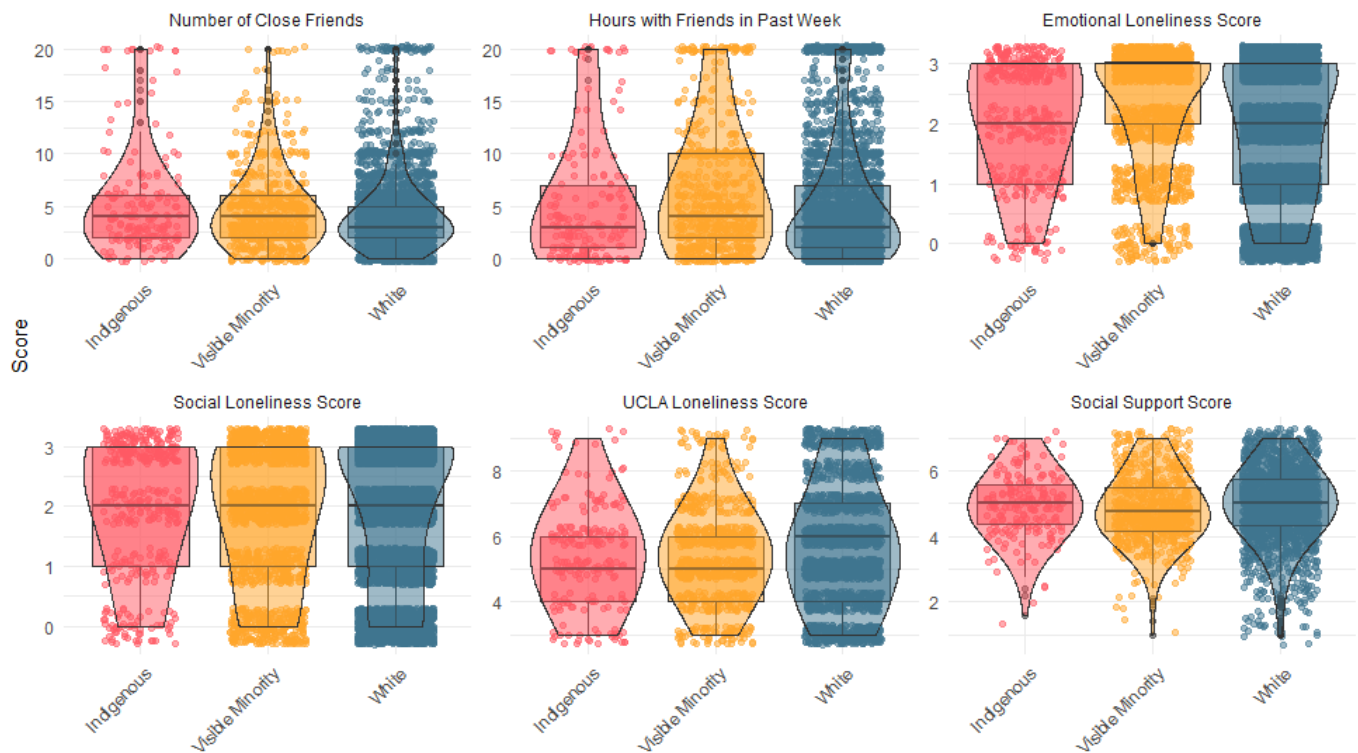 Number of Close Friends
Hours with Friends in Past Week
Emotional Loneliness Score
20
15
10
5
0
Indigenous
Visible Minority
White
20
15
10
5
0
Indigenous
Visible Minority
White
3
2
1
0
Indigenous
Visible Minority
White
Score
Social Loneliness Score
UCLA Loneliness Score
Social Support Score
3
2
1
0
Indigenous
Visible Minority
White
8
6
4
Indigenous
Visible Minority
White
6
4
2
Indigenous
Visible Minority
White